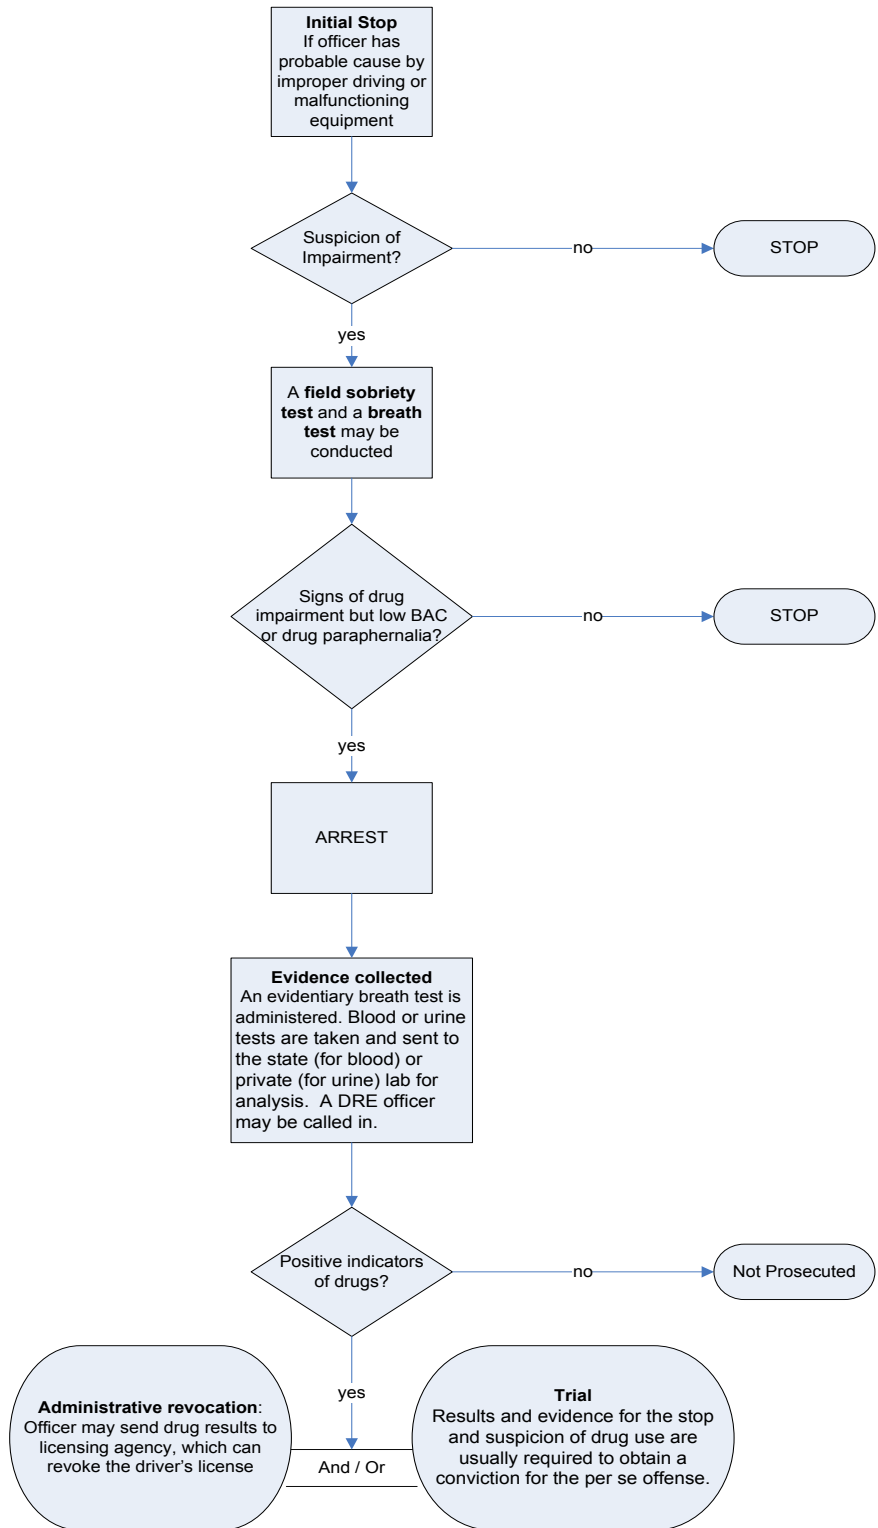 Initial Stop
If officer has
probable cause by
improper driving or
malfunctioning
equipment
Suspicion of
Impairment?
no
STOP
yes
A field sobriety
test and a breath
test may be
conducted
Signs of drug
impairment but low BAC
or drug paraphernalia?
no
STOP
yes
ARREST
Evidence collected
An evidentiary breath test is
administered. Blood or urine
tests are taken and sent to
the state (for blood) or
private (for urine) lab for
analysis. A DRE officer
may be called in.
Positive indicators
of drugs?
no
Not Prosecuted
yes
Administrative revocation:
Officer may send drug results to
licensing agency, which can
revoke the driver's license
And / Or
Trial
Results and evidence for the stop
and suspicion of drug use are
usually required to obtain a
conviction for the per se offense.